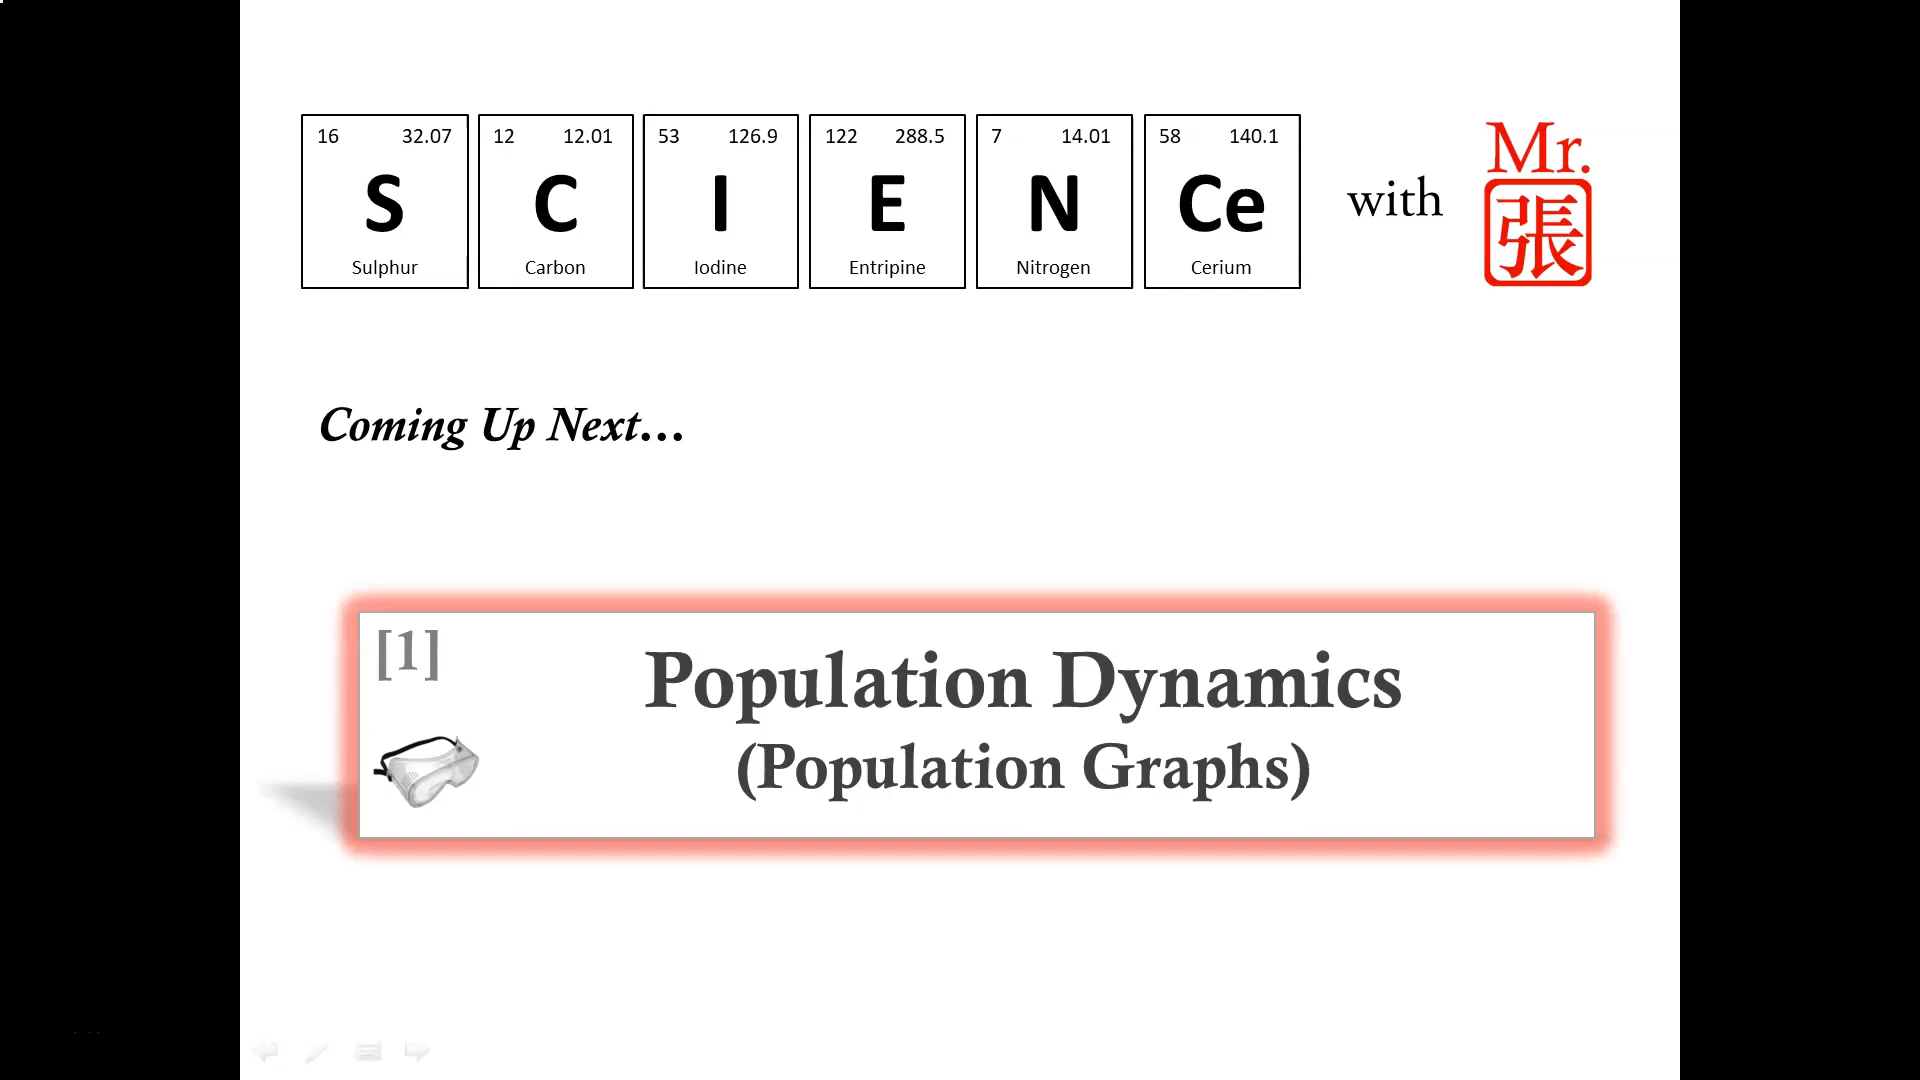 16 32.07 12 12.01 53 126.9 122 288.5 7 14.01 58 140.1
S C I E N Ce with Mr. 張
Sulphur Carbon Iodine Entripine Nitrogen Cerium
Coming Up Next...
[1]
Population Dynamics
(Population Graphs)